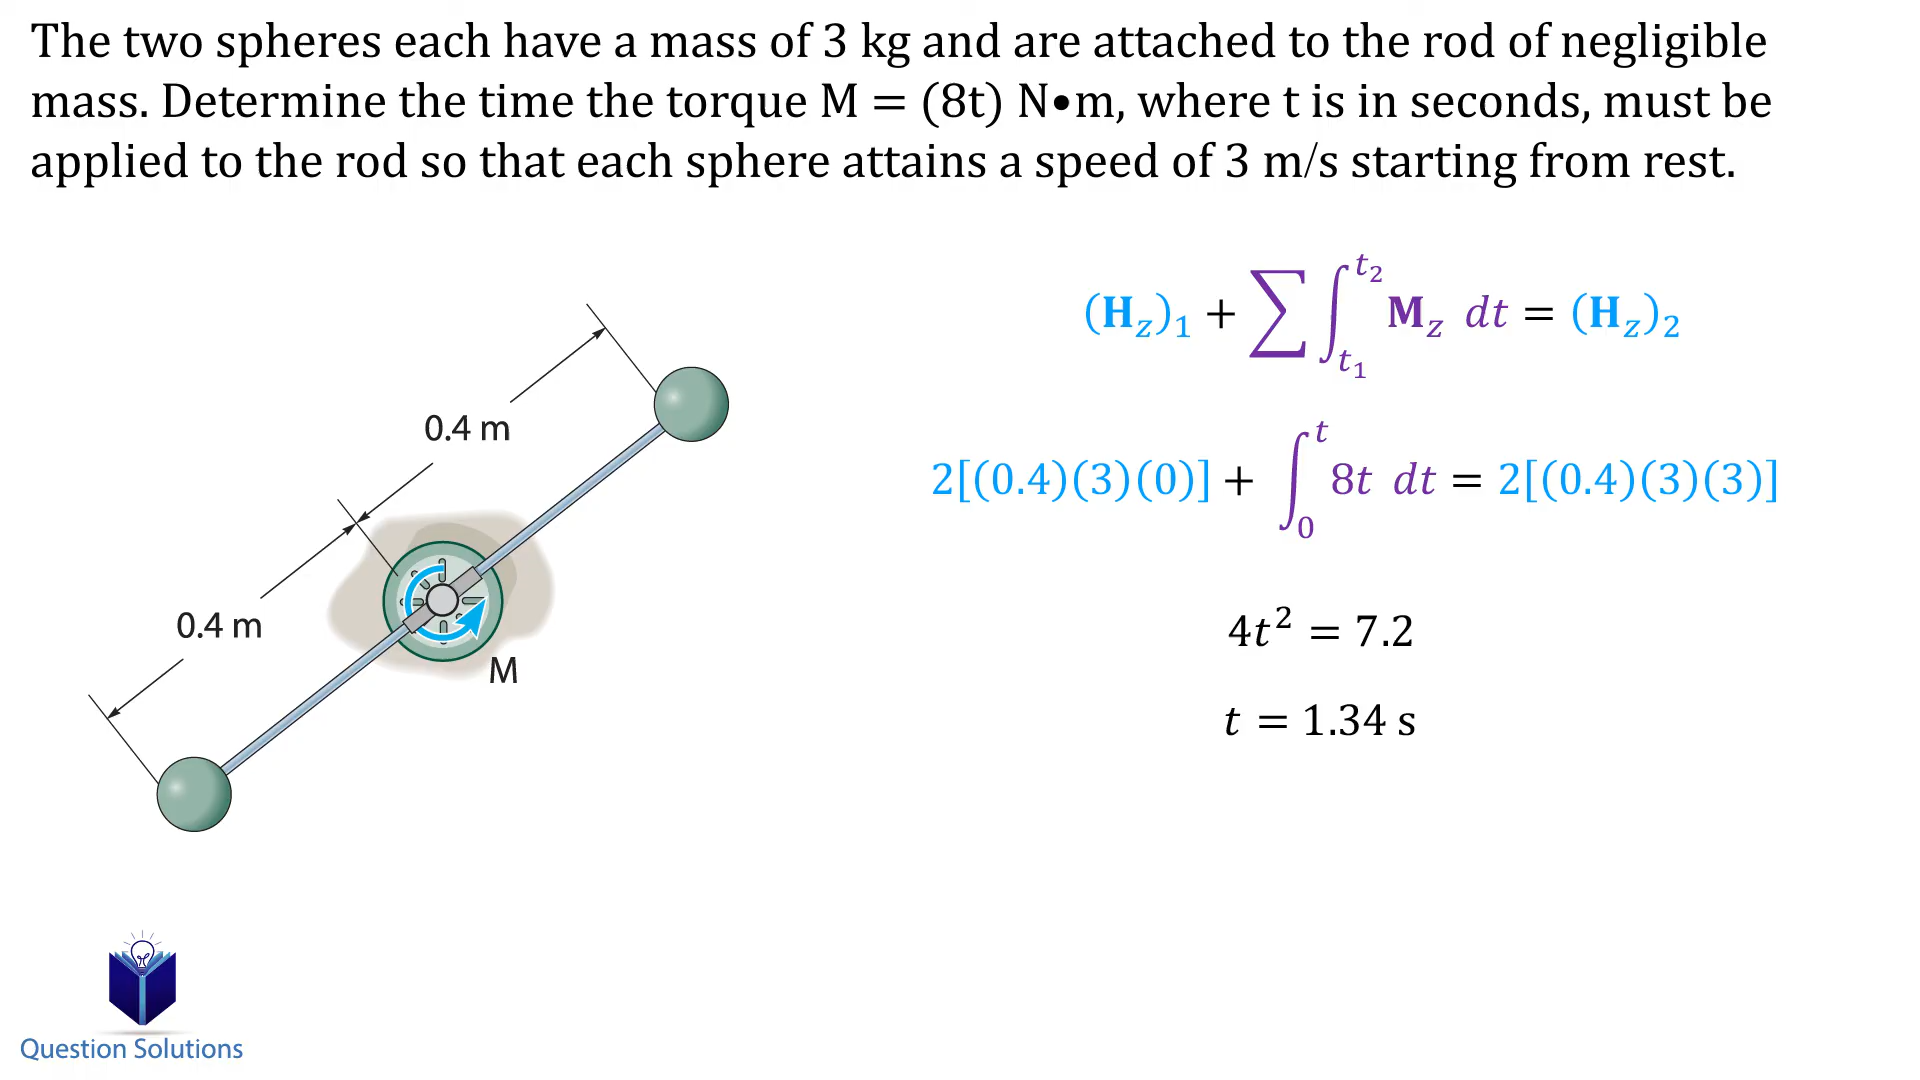 The two spheres each have a mass of 3 kg and are attached to the rod of negligible
mass. Determine the time the torque M = (8t) N•m, where t is in seconds, must be
applied to the rod so that each sphere attains a speed of 3 m/s starting from rest.
(H_z)_1 + ∑ ∫_{t_1}^{t_2} M_z dt = (H_z)_2
0.4 m
2[(0.4)(3)(0)] + ∫_0^t 8t dt = 2[(0.4)(3)(3)]
0.4 m
4t² = 7.2
M
t = 1.34 s
Question Solutions